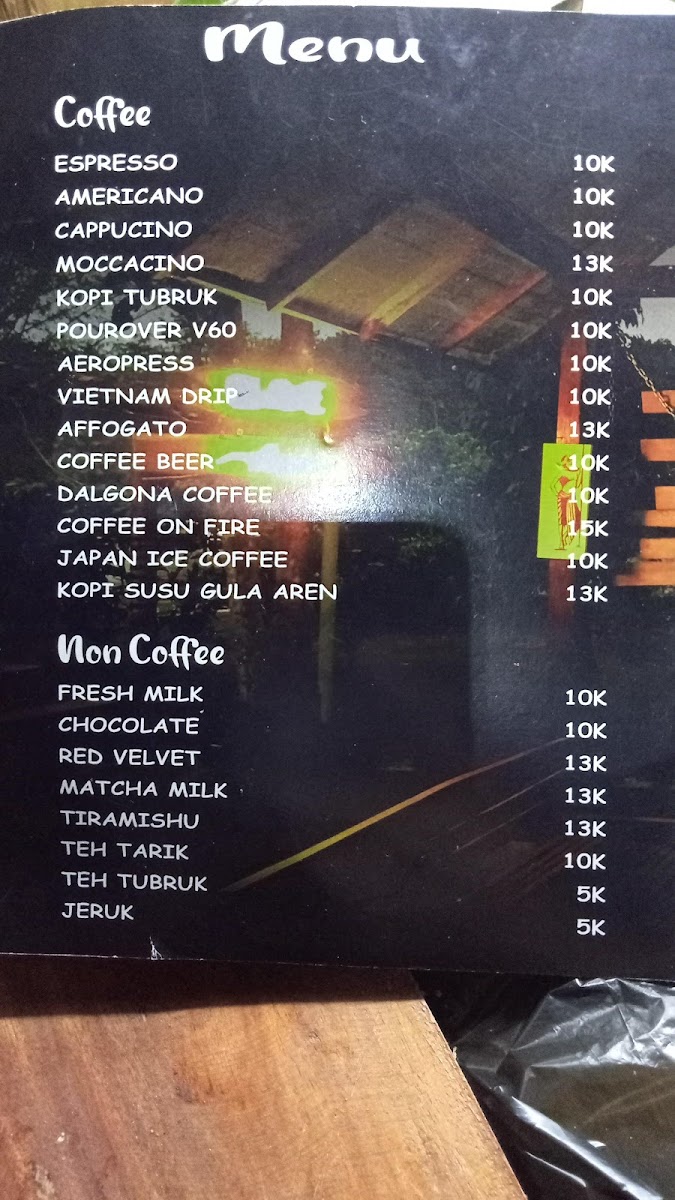 Menu
Coffee
ESPRESSO 10K
AMERICANO 10K
CAPPUCINO 10K
MOCCACINO 13K
KOPI TUBRUK 10K
POUROVER V60 10K
AEROPRESS 10K
VIETNAM DRIP 10K
AFFOGATO 13K
COFFEE BEER 10K
DALGONA COFFEE 10K
COFFEE ON FIRE 15K
JAPAN ICE COFFEE 10K
KOPI SUSU GULA AREN 13K
Non Coffee
FRESH MILK 10K
CHOCOLATE 10K
RED VELVET 13K
MATCHA MILK 13K
TIRAMISHU 13K
TEH TARIK 10K
TEH TUBRUK 5K
JERUK 5K